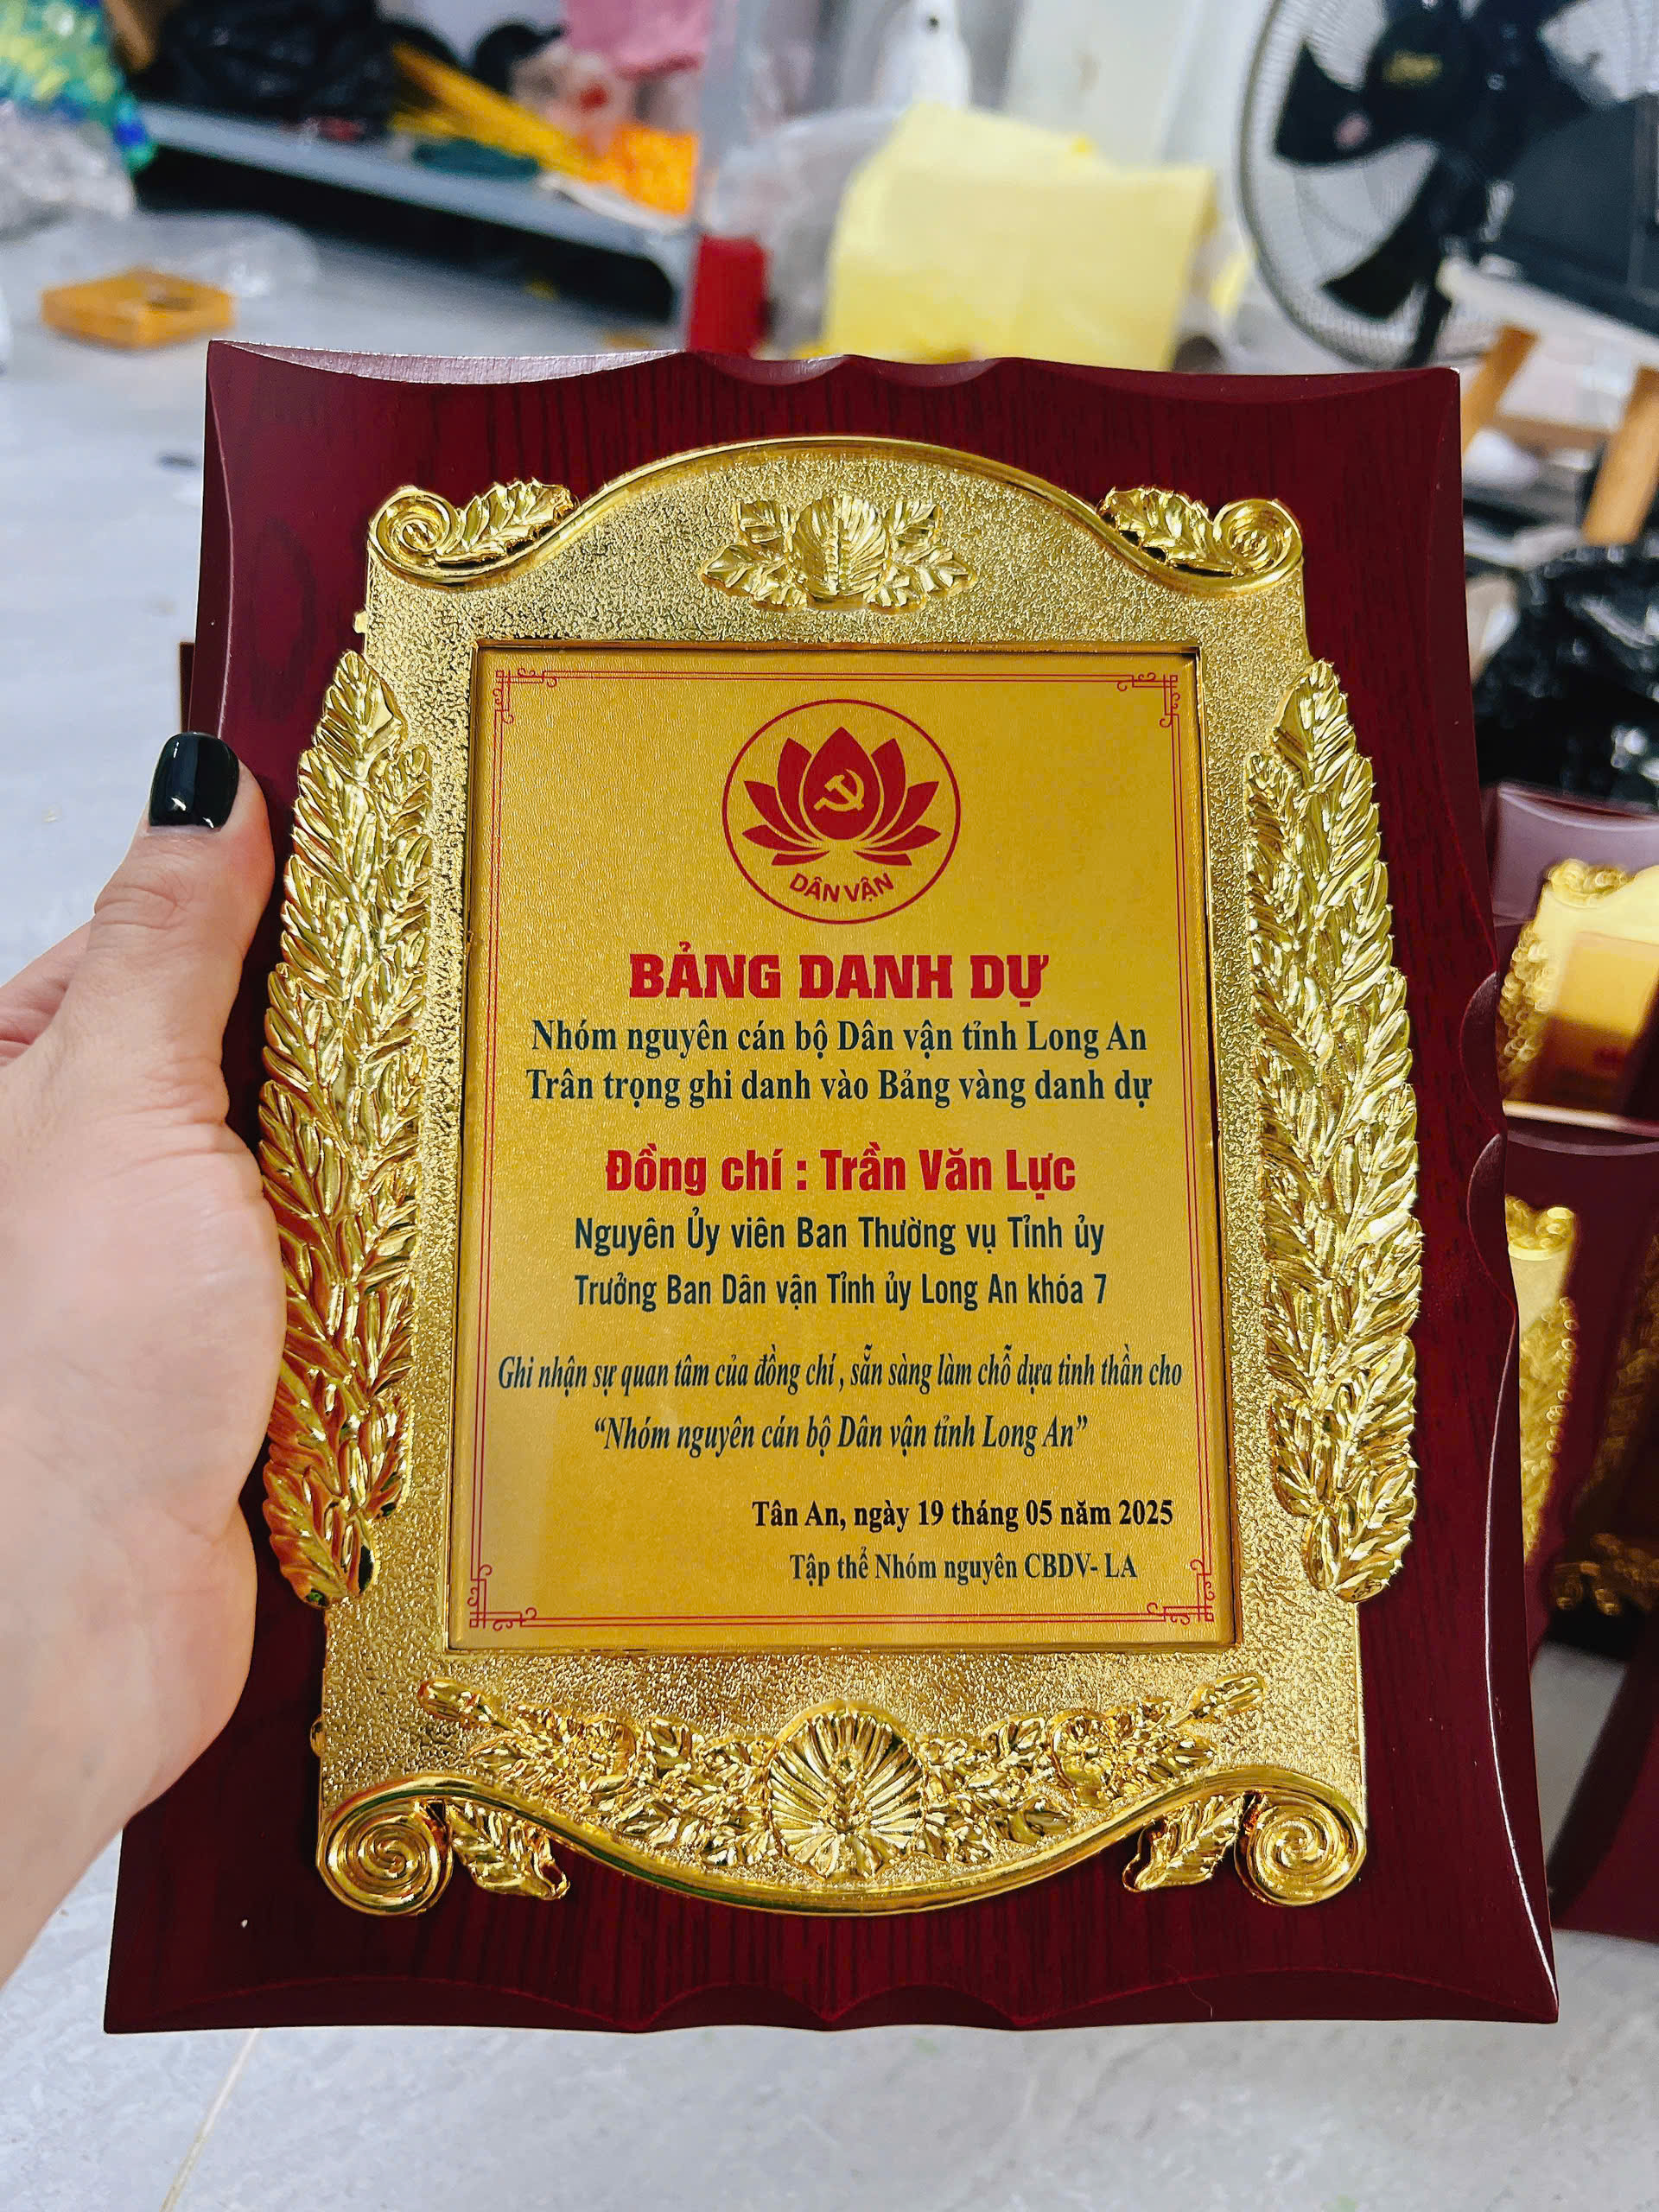 DÂN VẬN
BẢNG DANH DỰ
Nhóm nguyên cán bộ Dân vận tỉnh Long An
Trân trọng ghi danh vào Bảng vàng danh dự
Đồng chí : Trần Văn Lực
Nguyên Ủy viên Ban Thường vụ Tỉnh ủy
Trưởng Ban Dân vận Tỉnh ủy Long An khóa 7
Ghi nhận sự quan tâm của đồng chí , sẵn sàng làm chỗ dựa tinh thần cho
“Nhóm nguyên cán bộ Dân vận tỉnh Long An”
Tân An, ngày 19 tháng 05 năm 2025
Tập thể Nhóm nguyên CBDV- LA